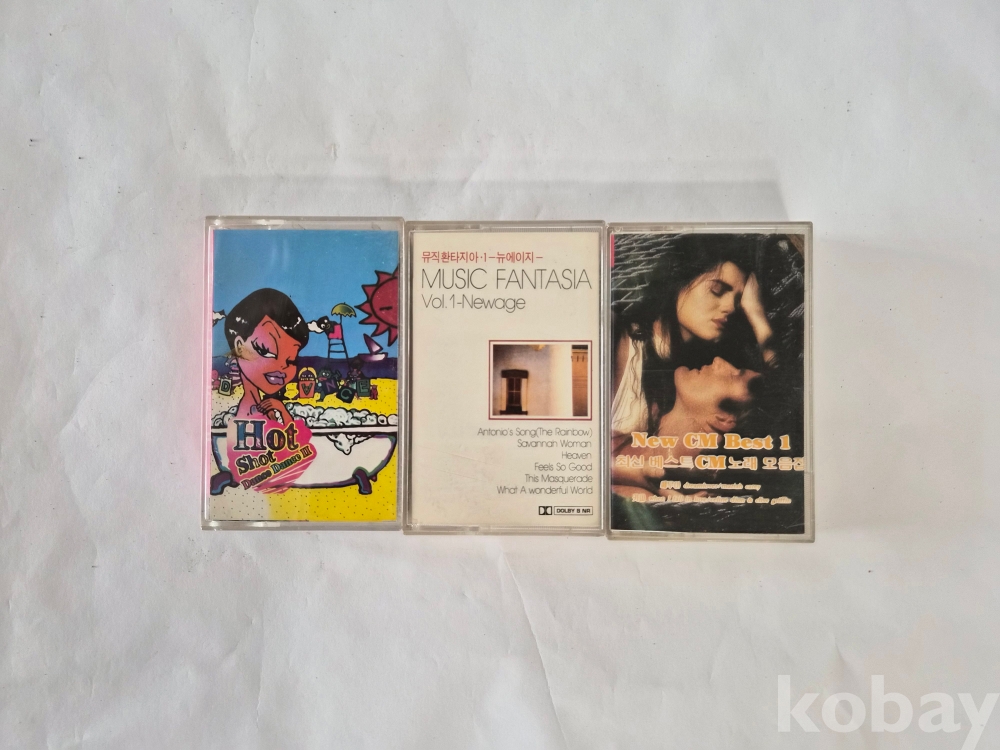 Hot
Shot
Dance Dance II
뮤직환타지아·1-뉴에이지-
MUSIC FANTASIA
Vol.1-Newage
Antonio's Song(The Rainbow)
Savannah Woman
Heaven
Feels So Good
This Masquerade
What A wonderful World
DOLBY B NR
New CM Best 1
최신 베스트 CM 노래 모음집
kobay